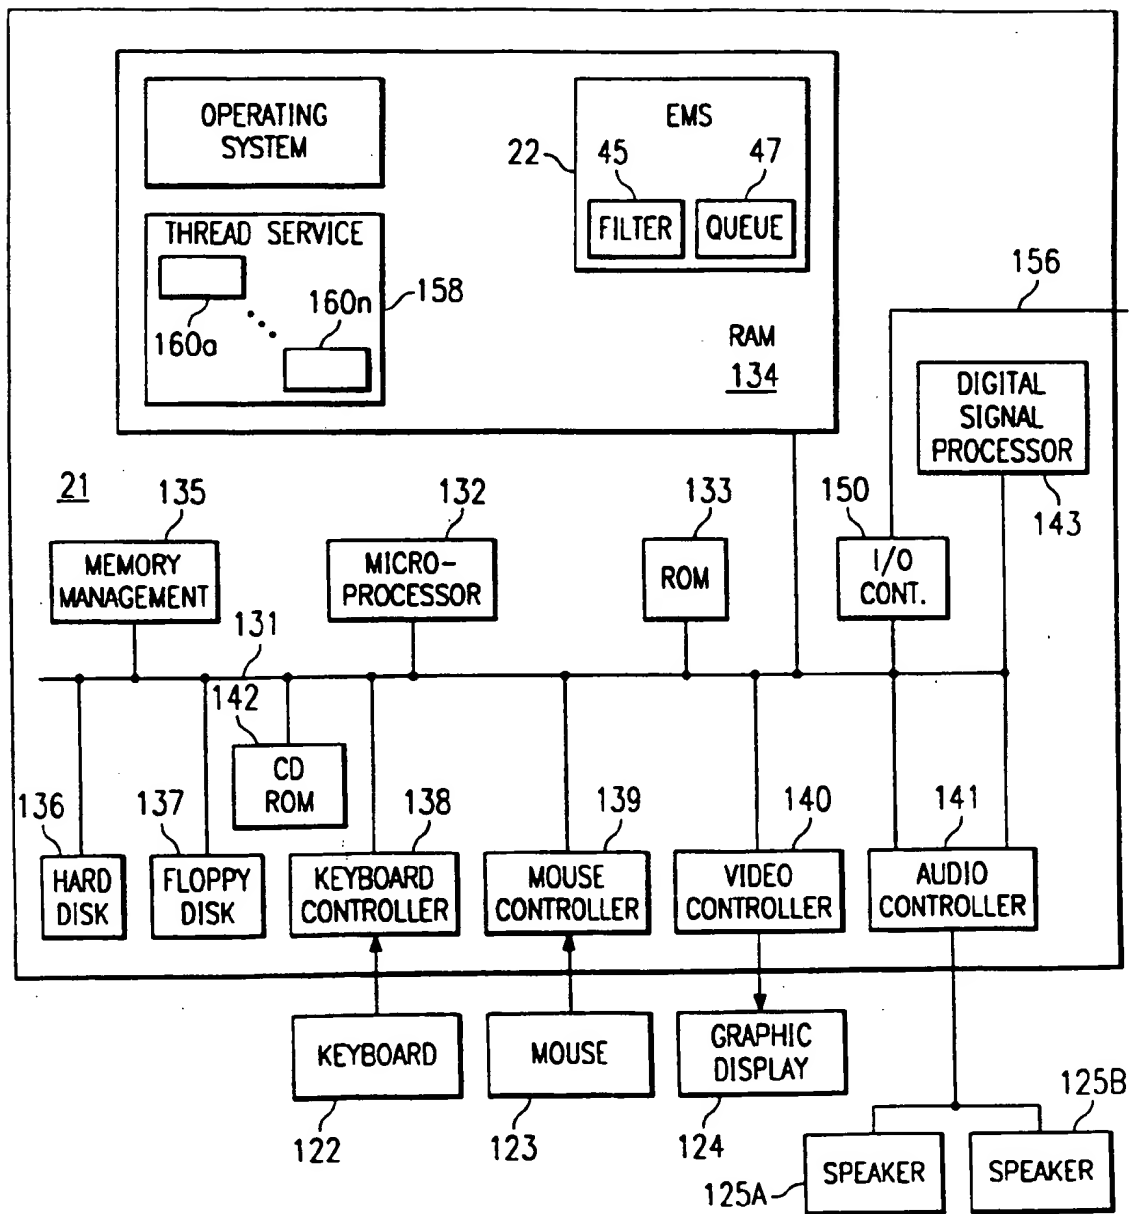 OPERATING
SYSTEM
EMS
22
45
47
FILTER
QUEUE
THREAD SERVICE
158
160a
160n
RAM
134
156
DIGITAL
SIGNAL
PROCESSOR
143
21
135
132
133
150
MEMORY
MANAGEMENT
MICRO-
PROCESSOR
ROM
I/O
CONT.
131
142
CD
ROM
136
137
138
139
140
141
HARD
DISK
FLOPPY
DISK
KEYBOARD
CONTROLLER
MOUSE
CONTROLLER
VIDEO
CONTROLLER
AUDIO
CONTROLLER
KEYBOARD
MOUSE
GRAPHIC
DISPLAY
122
123
124
125B
SPEAKER
SPEAKER
125A